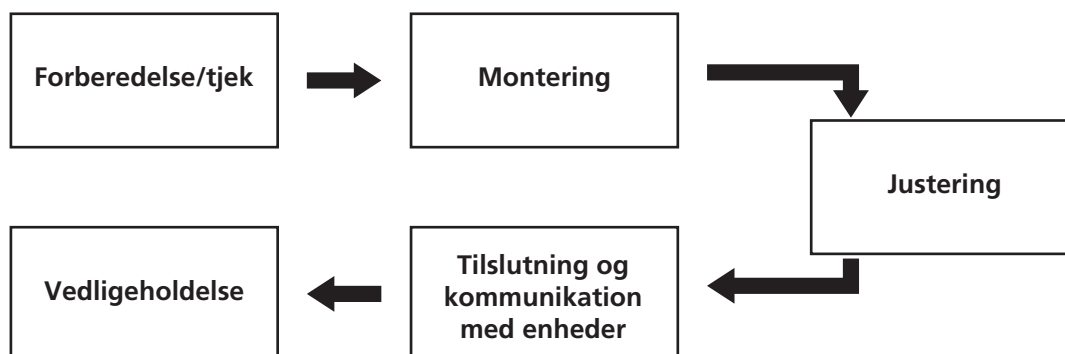 Forberedelse/tjek
Montering
Justering
Tilslutning og
kommunikation
med enheder
Vedligeholdelse